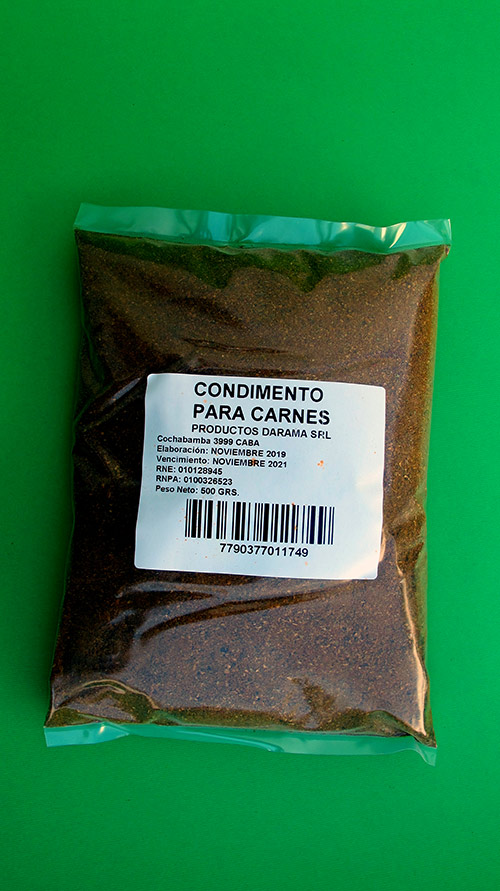 CONDIMENTO
PARA CARNES
PRODUCTOS DARAMA SRL
Cochabamba 3999 CABA
Elaboración: NOVIEMBRE 2019
Vencimiento: NOVIEMBRE 2021
RNE: 010128945
RNPA: 0100326523
Peso Neto: 500 GRS.
7790377011749